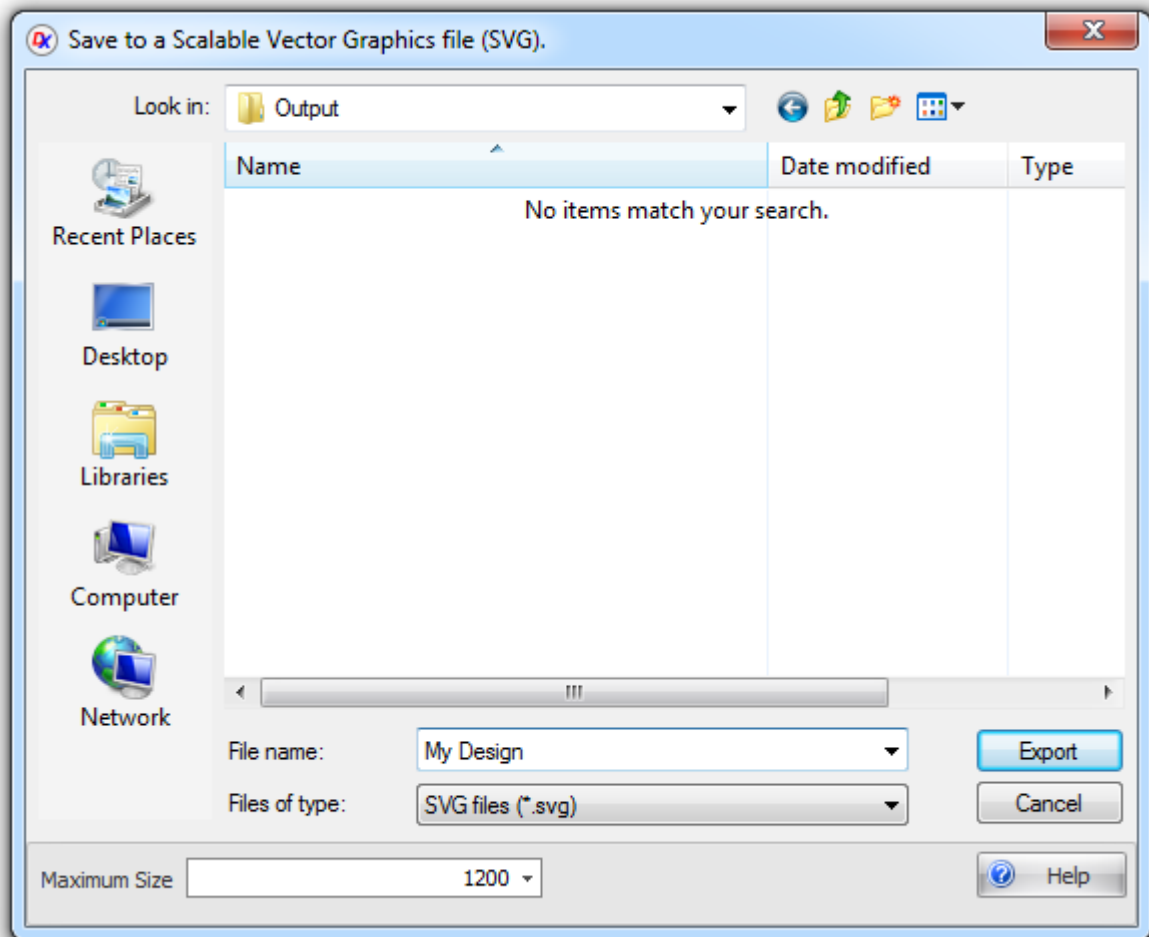 DX Save to a Scalable Vector Graphics file (SVG).
Look in: Output
Name Date modified Type
No items match your search.
Recent Places
Desktop
Libraries
Computer
Network
File name: My Design Export
Files of type: SVG files (*.svg) Cancel
Maximum Size 1200 Help